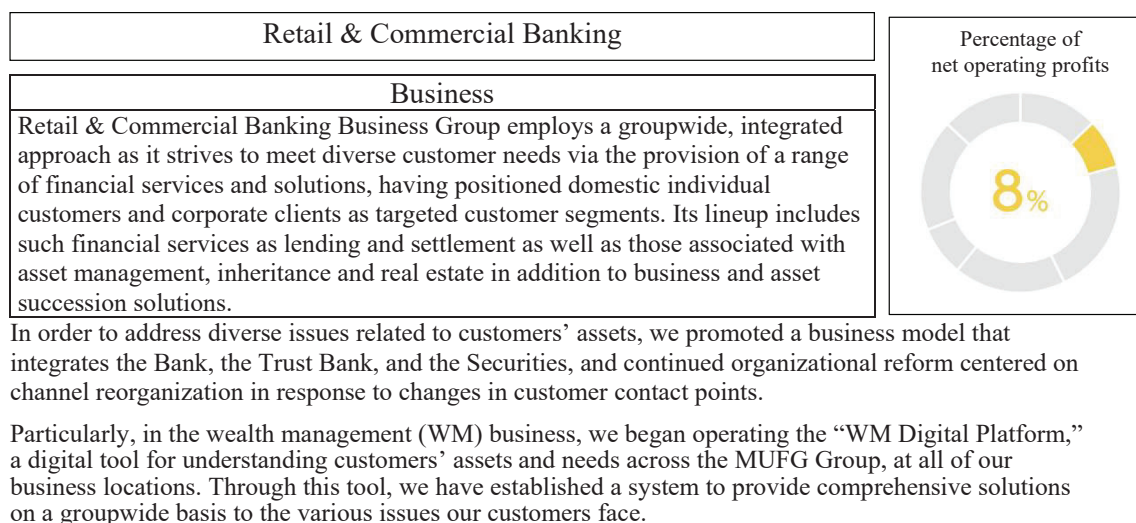 Retail & Commercial Banking
Percentage of
net operating profits
8%
Business
Retail & Commercial Banking Business Group employs a groupwide, integrated
approach as it strives to meet diverse customer needs via the provision of a range
of financial services and solutions, having positioned domestic individual
customers and corporate clients as targeted customer segments. Its lineup includes
such financial services as lending and settlement as well as those associated with
asset management, inheritance and real estate in addition to business and asset
succession solutions.
In order to address diverse issues related to customers’ assets, we promoted a business model that
integrates the Bank, the Trust Bank, and the Securities, and continued organizational reform centered on
channel reorganization in response to changes in customer contact points.
Particularly, in the wealth management (WM) business, we began operating the “WM Digital Platform,”
a digital tool for understanding customers’ assets and needs across the MUFG Group, at all of our
business locations. Through this tool, we have established a system to provide comprehensive solutions
on a groupwide basis to the various issues our customers face.